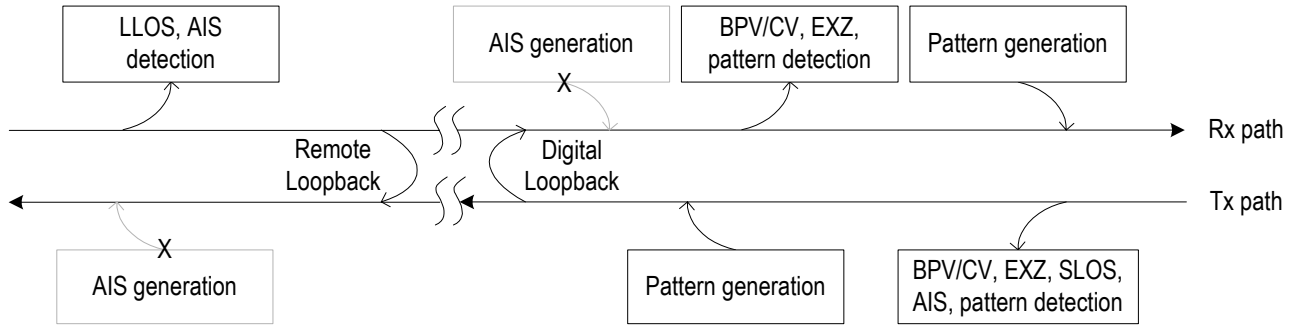 LLOS, AIS
detection
AIS generation
BPV/CV, EXZ,
pattern detection
Pattern generation
X
Rx path
Remote
Loopback
Digital
Loopback
Tx path
X
AIS generation
Pattern generation
BPV/CV, EXZ, SLOS,
AIS, pattern detection